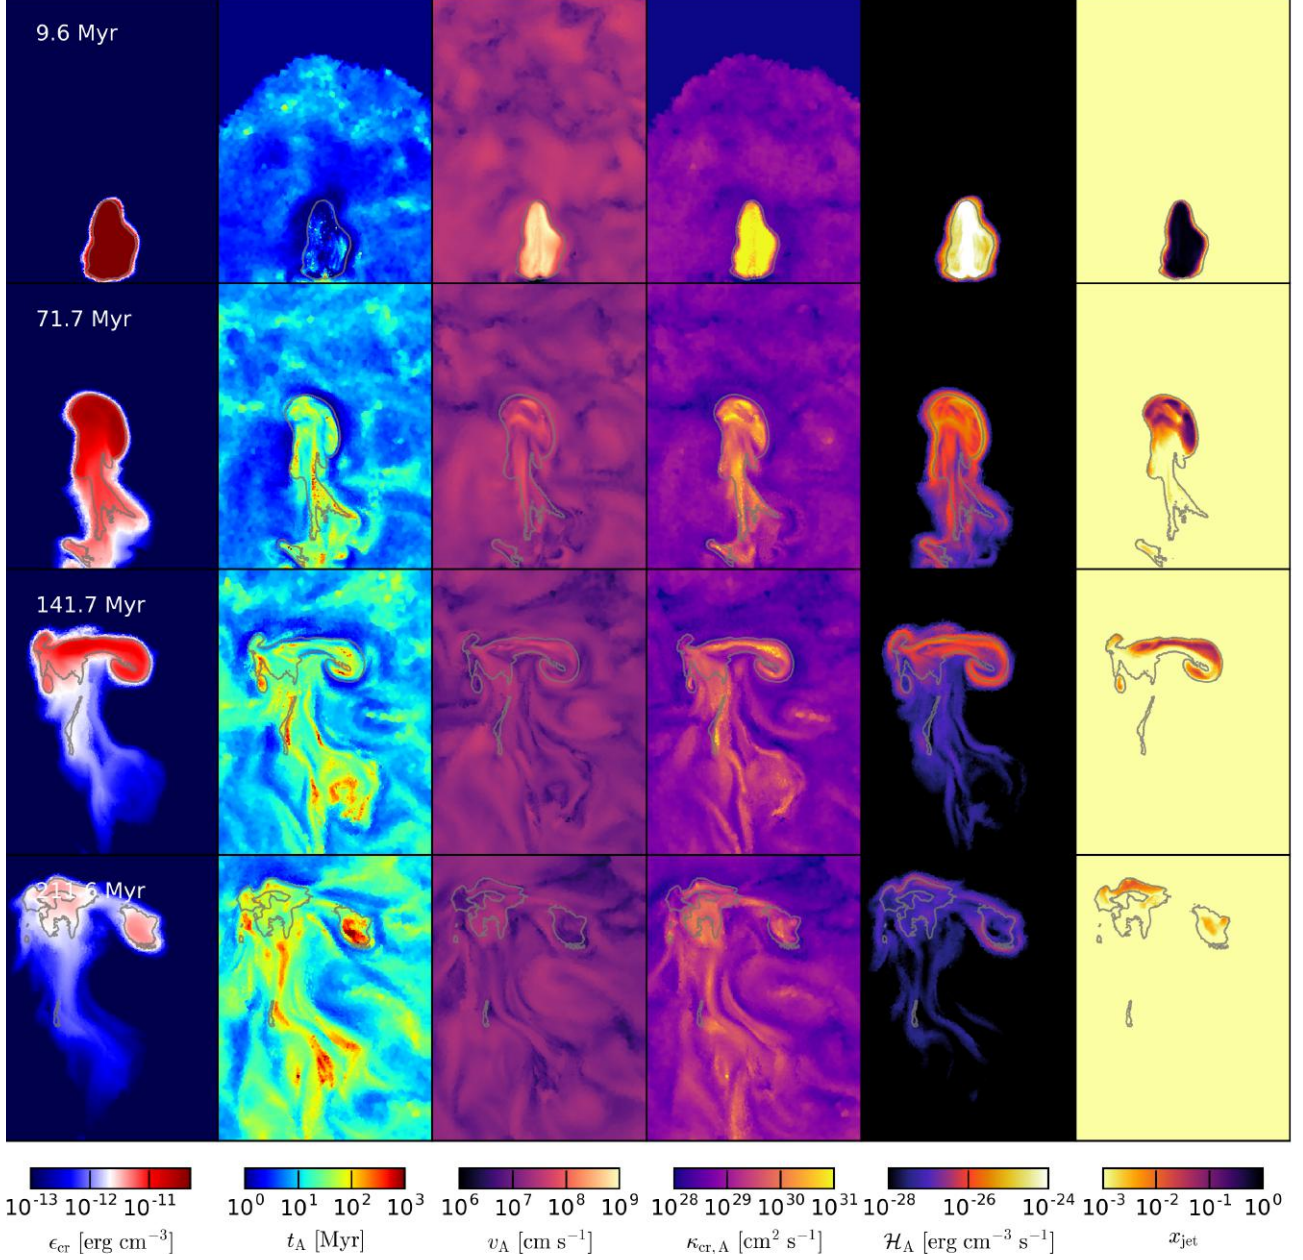 9.6 Myr
71.7 Myr
141.7 Myr
211.6 Myr
10^-13 10^-12 10^-11
10^0 10^1 10^2 10^3
10^6 10^7 10^8 10^9
10^28 10^29 10^30 10^31
10^-28 10^-26 10^-24
10^-3 10^-2 10^-1 10^0
ϵ_cr [erg cm^-3]
t_A [Myr]
v_A [cm s^-1]
κ_cr,A [cm^2 s^-1]
ℋ_A [erg cm^-3 s^-1]
x_jet